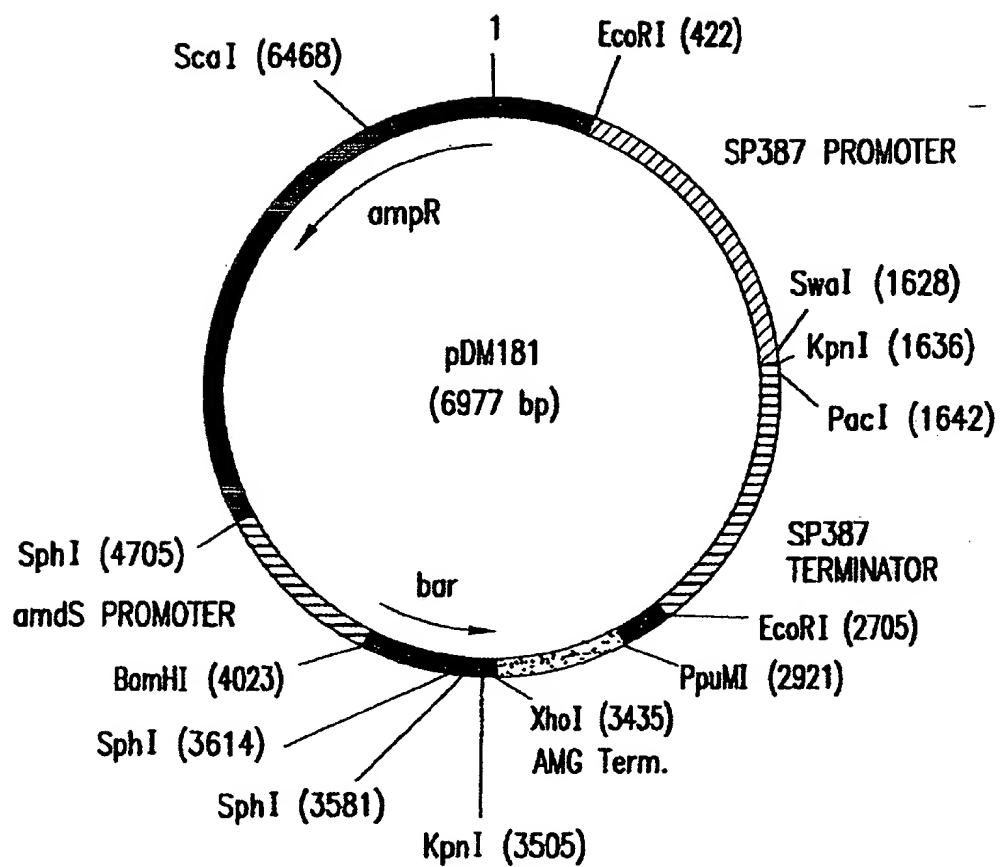 1
EcoRI (422)
ScaI (6468)
SP387 PROMOTER
ampR
SwaI (1628)
KpnI (1636)
PacI (1642)
pDM181
(6977 bp)
SphI (4705)
amdS PROMOTER
SP387
TERMINATOR
bar
EcoRI (2705)
BamHI (4023)
PpuMI (2921)
SphI (3614)
XhoI (3435)
AMG Term.
SphI (3581)
KpnI (3505)